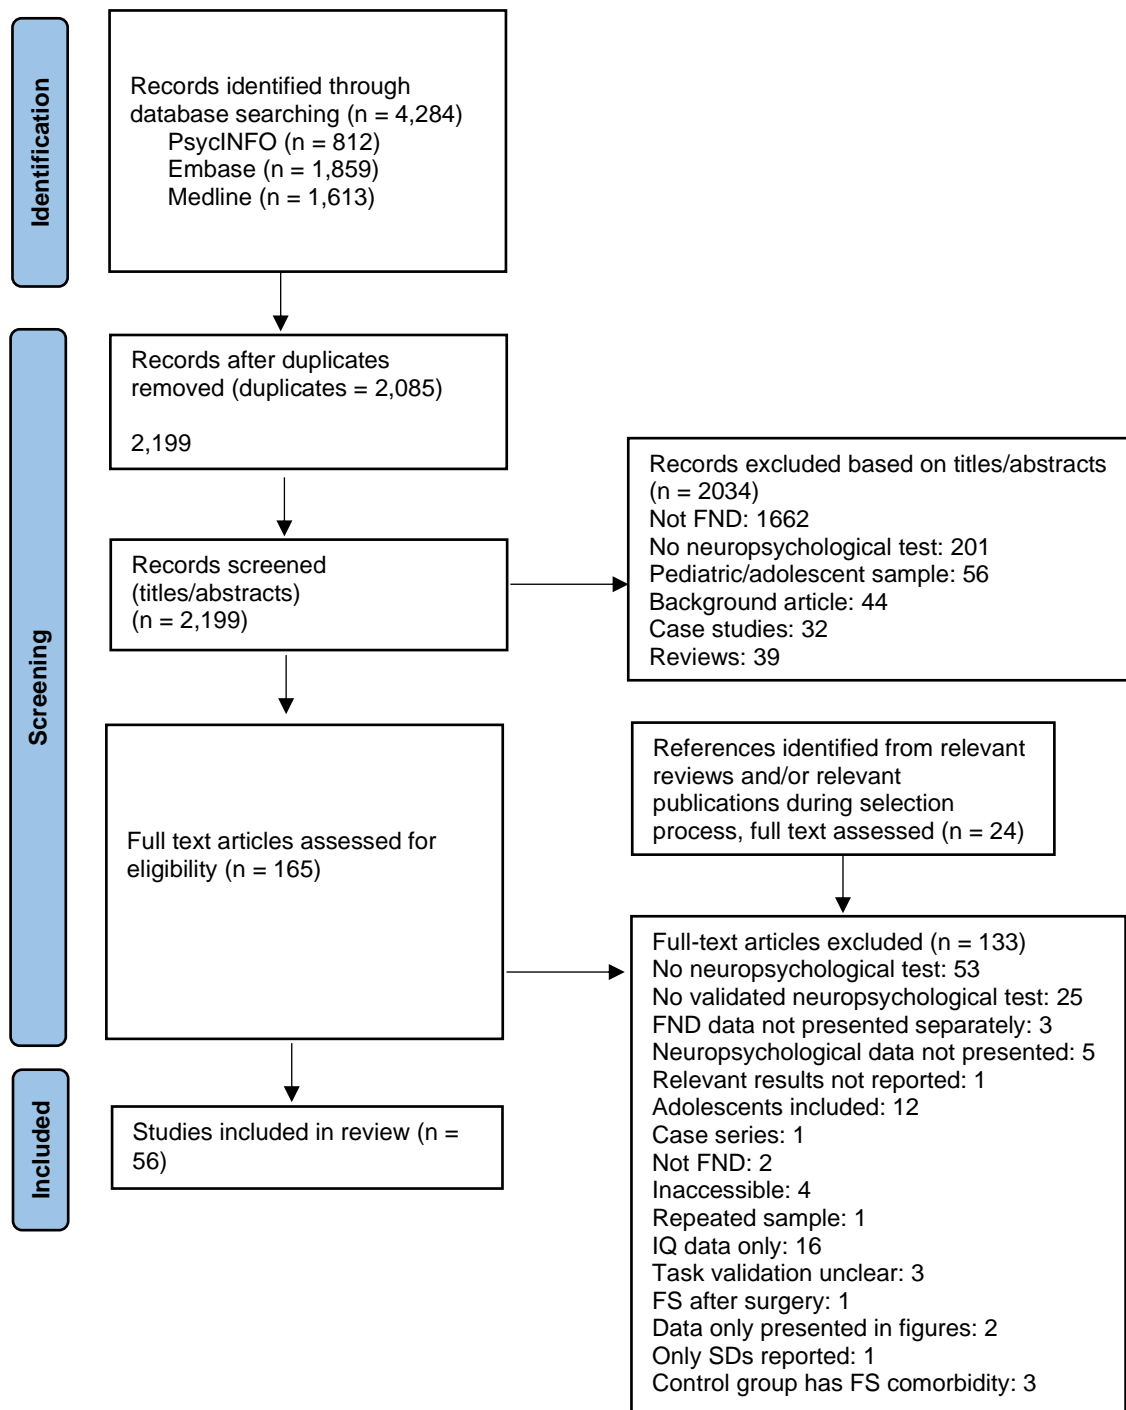 Identification
Records identified through
database searching (n = 4,284)
PsycINFO (n = 812)
Embase (n = 1,859)
Medline (n = 1,613)
Screening
Records after duplicates
removed (duplicates = 2,085)
2,199
Records screened
(titles/abstracts)
(n = 2,199)
Records excluded based on titles/abstracts
(n = 2034)
Not FND: 1662
No neuropsychological test: 201
Pediatric/adolescent sample: 56
Background article: 44
Case studies: 32
Reviews: 39
Full text articles assessed for
eligibility (n = 165)
References identified from relevant
reviews and/or relevant
publications during selection
process, full text assessed (n = 24)
Full-text articles excluded (n = 133)
No neuropsychological test: 53
No validated neuropsychological test: 25
FND data not presented separately: 3
Neuropsychological data not presented: 5
Relevant results not reported: 1
Adolescents included: 12
Case series: 1
Not FND: 2
Inaccessible: 4
Repeated sample: 1
IQ data only: 16
Task validation unclear: 3
FS after surgery: 1
Data only presented in figures: 2
Only SDs reported: 1
Control group has FS comorbidity: 3
Included
Studies included in review (n =
56)